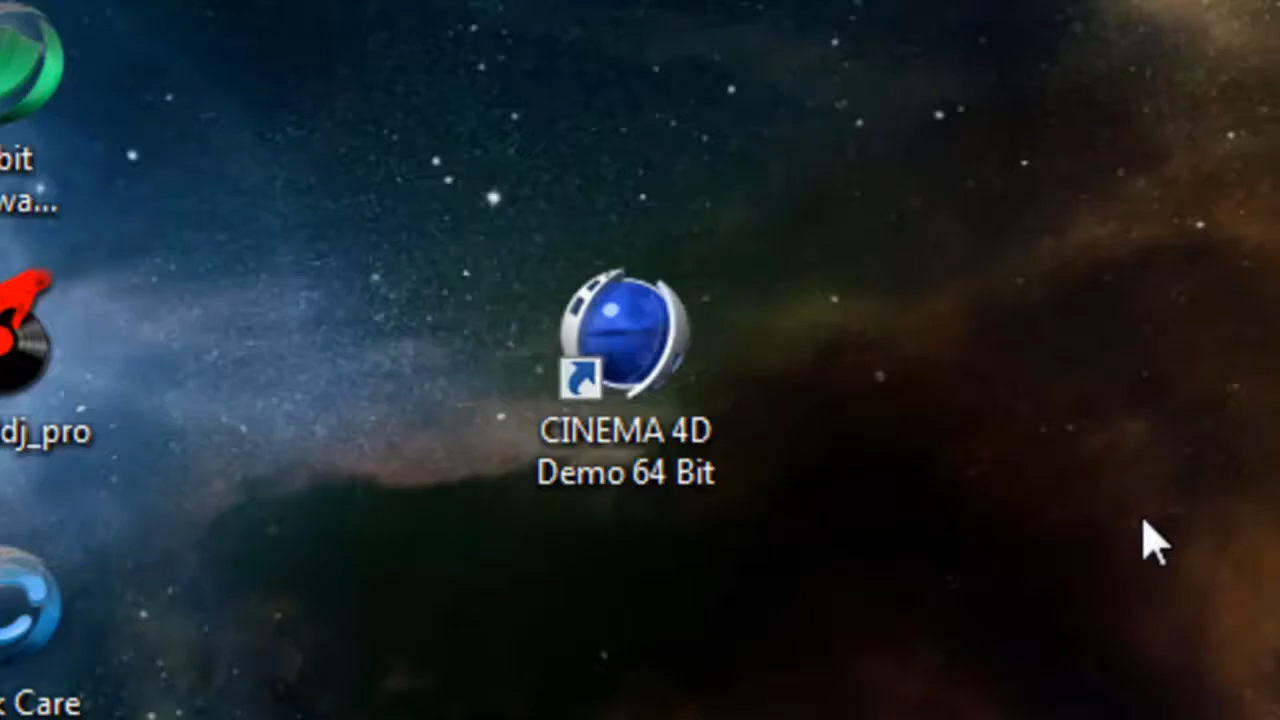 bit
wa...
dj_pro
CINEMA 4D
Demo 64 Bit
Care